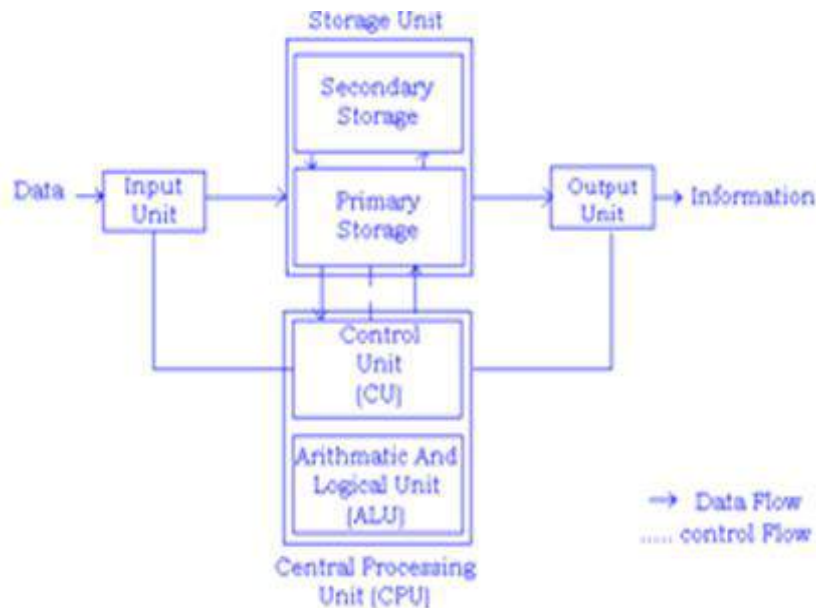 Storage Unit
Secondary
Storage
Data
Input
Unit
Primary
Storage
Output
Unit
Information
Control
Unit
(CU)
Arithmatic And
Logical Unit
(ALU)
Central Processing
Unit (CPU)
Data Flow
..... control Flow